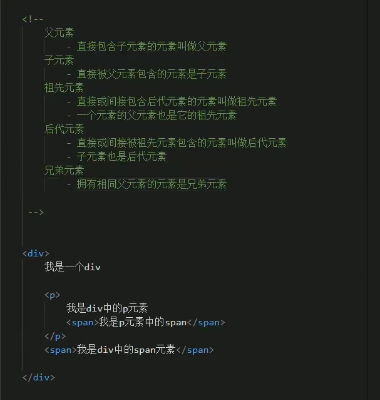 <!--
父元素
- 直接包含子元素的元素叫做父元素
子元素
- 直接被父元素包含的元素是子元素
祖先元素
- 直接或间接包含后代元素的元素叫做祖先元素
- 一个元素的父元素也是它的祖先元素
后代元素
- 直接或间接被祖先元素包含的元素叫做后代元素
- 子元素也是后代元素
兄弟元素
- 拥有相同父元素的元素是兄弟元素
-->
<div>
我是一个div
<p>
我是div中的p元素
<span>我是p元素中的span</span>
</p>
<span>我是div中的span元素</span>
</div>